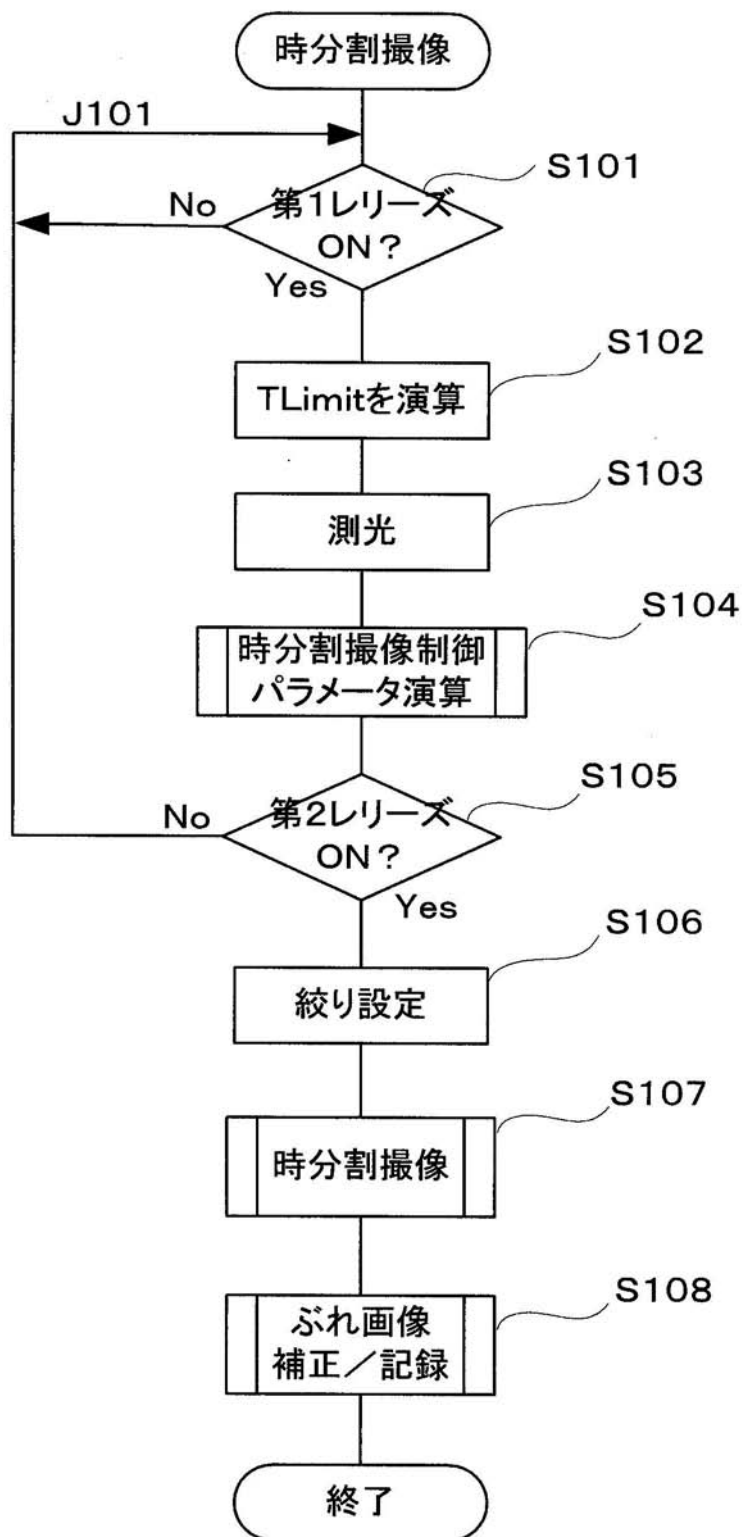 時分割撮像
J101
S101
No
第1レリーズ
ON？
Yes
S102
TLimitを演算
S103
測光
S104
時分割撮像制御
パラメータ演算
S105
No
第2レリーズ
ON？
Yes
S106
絞り設定
S107
時分割撮像
S108
ぶれ画像
補正／記録
終了